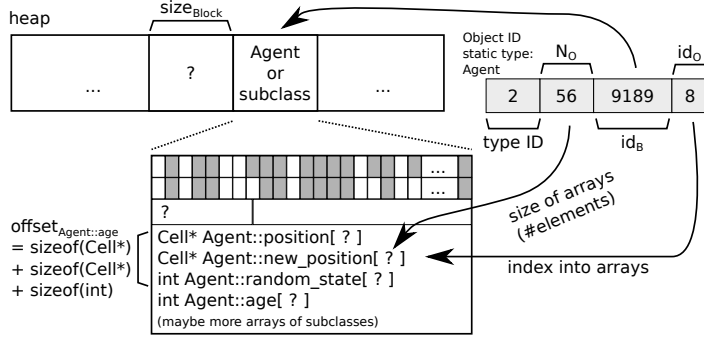 heap
size_Block
...
?
Agent
or
subclass
...
Object ID
static type:
Agent
N_O
id_O
2
56
9189
8
type ID
id_B
...
...
?
size of arrays
(#elements)
index into arrays
offset_Agent::age
= sizeof(Cell*)
+ sizeof(Cell*)
+ sizeof(int)
Cell* Agent::position[ ? ]
Cell* Agent::new_position[ ? ]
int Agent::random_state[ ? ]
int Agent::age[ ? ]
(maybe more arrays of subclasses)